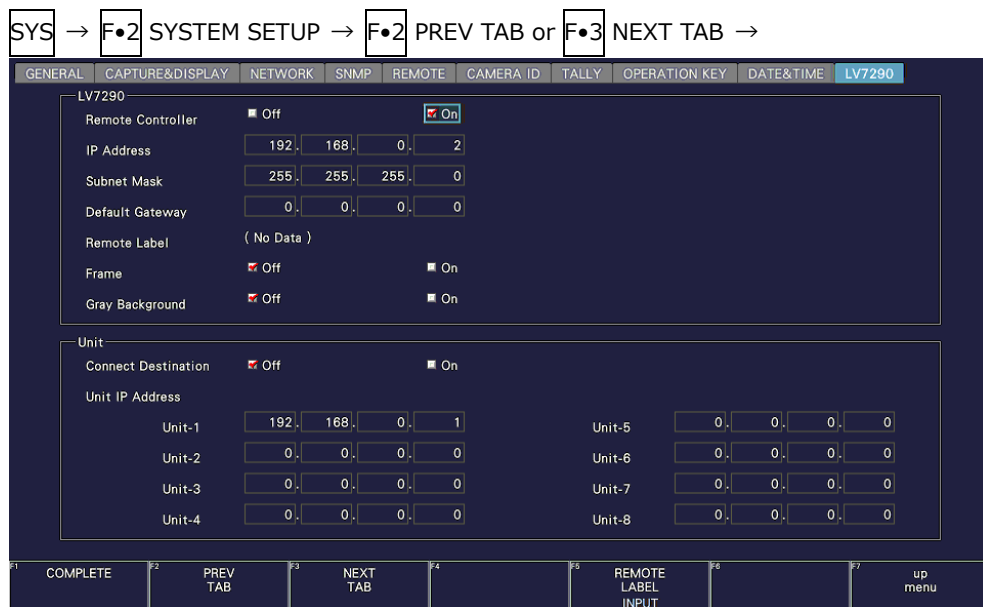 SYS → F•2 SYSTEM SETUP → F•2 PREV TAB or F•3 NEXT TAB →
GENERAL CAPTURE&DISPLAY NETWORK SNMP REMOTE CAMERA ID TALLY OPERATION KEY DATE&TIME LV7290
LV7290
Remote Controller Off On
IP Address 192. 168. 0. 2
Subnet Mask 255. 255. 255. 0
Default Gateway 0. 0. 0. 0
Remote Label ( No Data )
Frame Off On
Gray Background Off On
Unit
Connect Destination Off On
Unit IP Address
Unit-1 192. 168. 0. 1 Unit-5 0. 0. 0. 0
Unit-2 0. 0. 0. 0 Unit-6 0. 0. 0. 0
Unit-3 0. 0. 0. 0 Unit-7 0. 0. 0. 0
Unit-4 0. 0. 0. 0 Unit-8 0. 0. 0. 0
F1 COMPLETE F2 PREV F3 NEXT F4 F5 REMOTE F6 F7 up
TAB TAB LABEL menu
INPUT